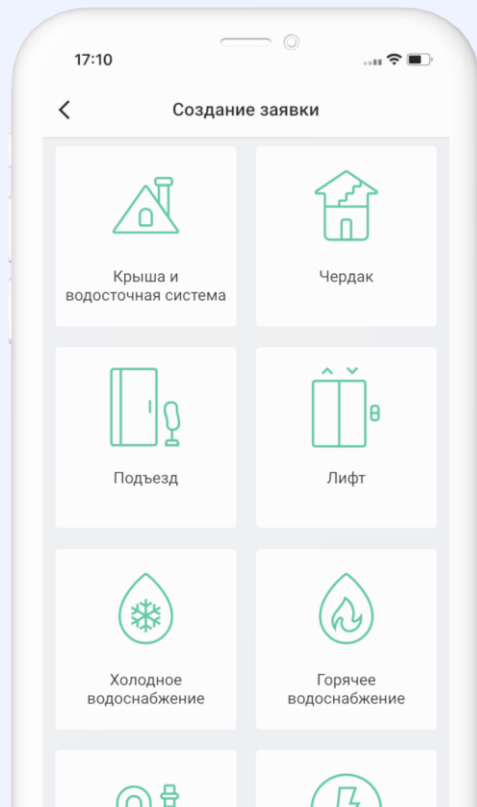 17:10
Создание заявки
Крыша и
водосточная система
Чердак
Подъезд
Лифт
Холодное
водоснабжение
Горячее
водоснабжение